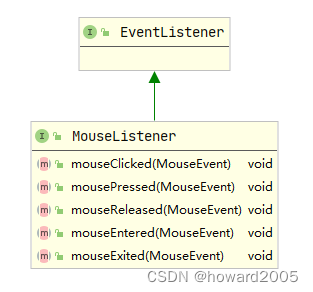 I EventListener
I MouseListener
m mouseClicked(MouseEvent) void
m mousePressed(MouseEvent) void
m mouseReleased(MouseEvent) void
m mouseEntered(MouseEvent) void
m mouseExited(MouseEvent) void
CSDN @howard2005